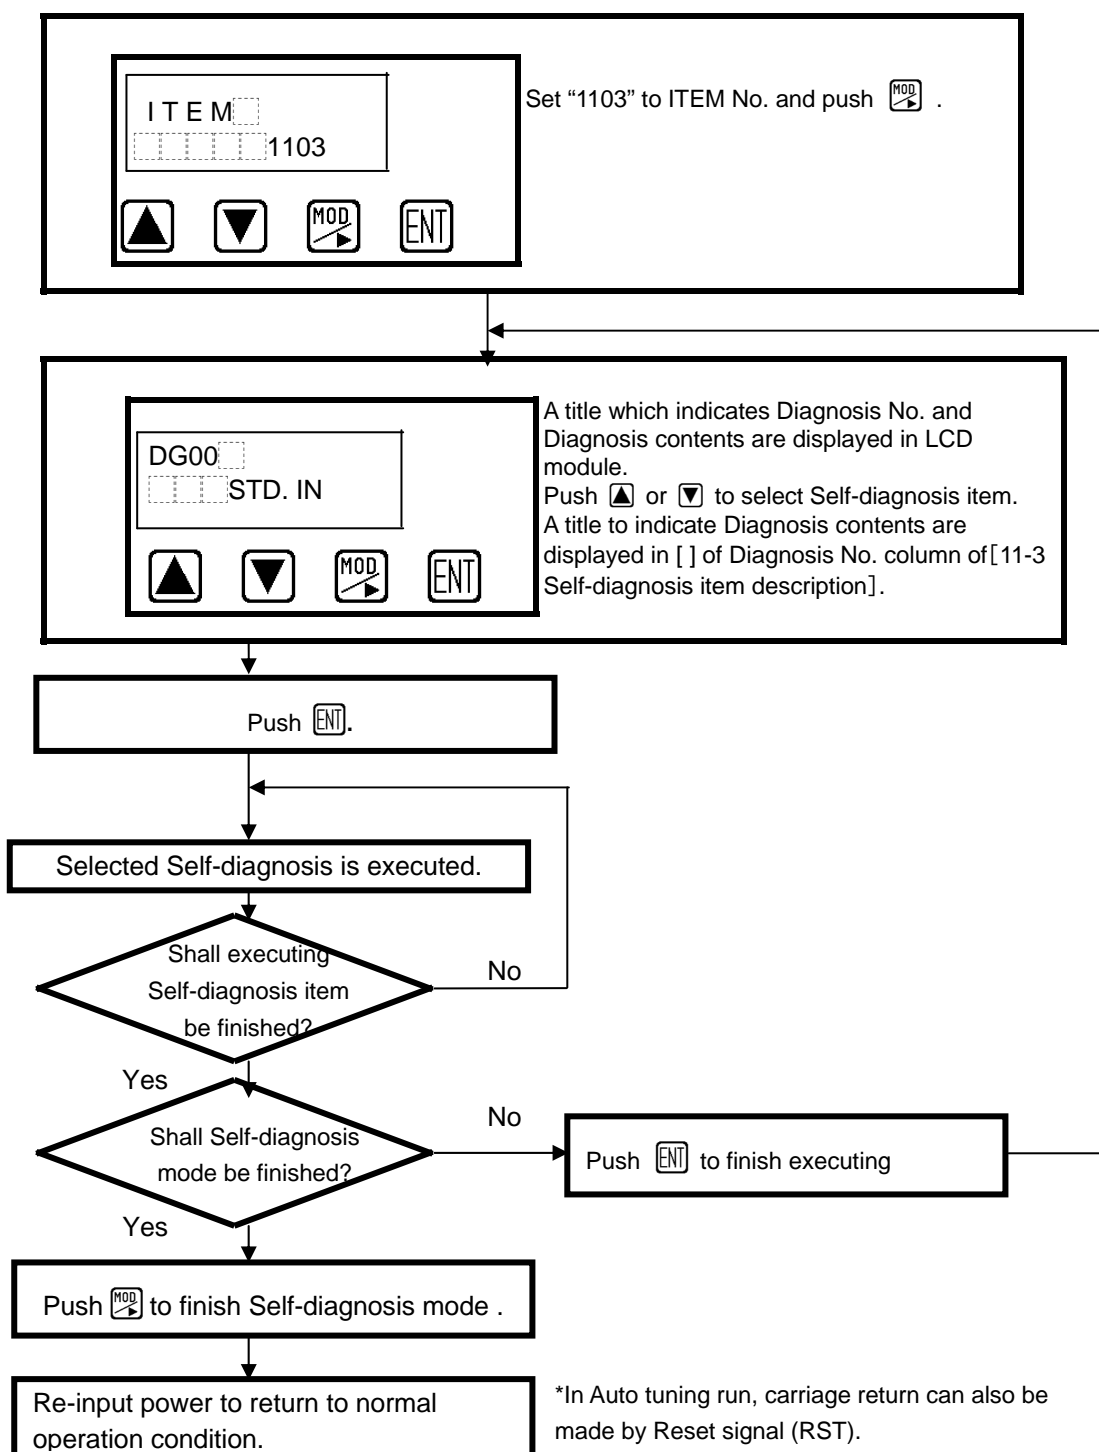 I T E M
1103
MOD
ENT
Set “1103” to ITEM No. and push MOD .
DG00
STD. IN
MOD
ENT
A title which indicates Diagnosis No. and
Diagnosis contents are displayed in LCD
module.
Push ▲ or ▼ to select Self-diagnosis item.
A title to indicate Diagnosis contents are
displayed in [ ] of Diagnosis No. column of[11-3
Self-diagnosis item description].
Push ENT.
Selected Self-diagnosis is executed.
Shall executing
Self-diagnosis item
be finished?
No
Yes
Shall Self-diagnosis
mode be finished?
No
Push ENT to finish executing
Yes
Push MOD to finish Self-diagnosis mode .
Re-input power to return to normal
operation condition.
*In Auto tuning run, carriage return can also be
made by Reset signal (RST).